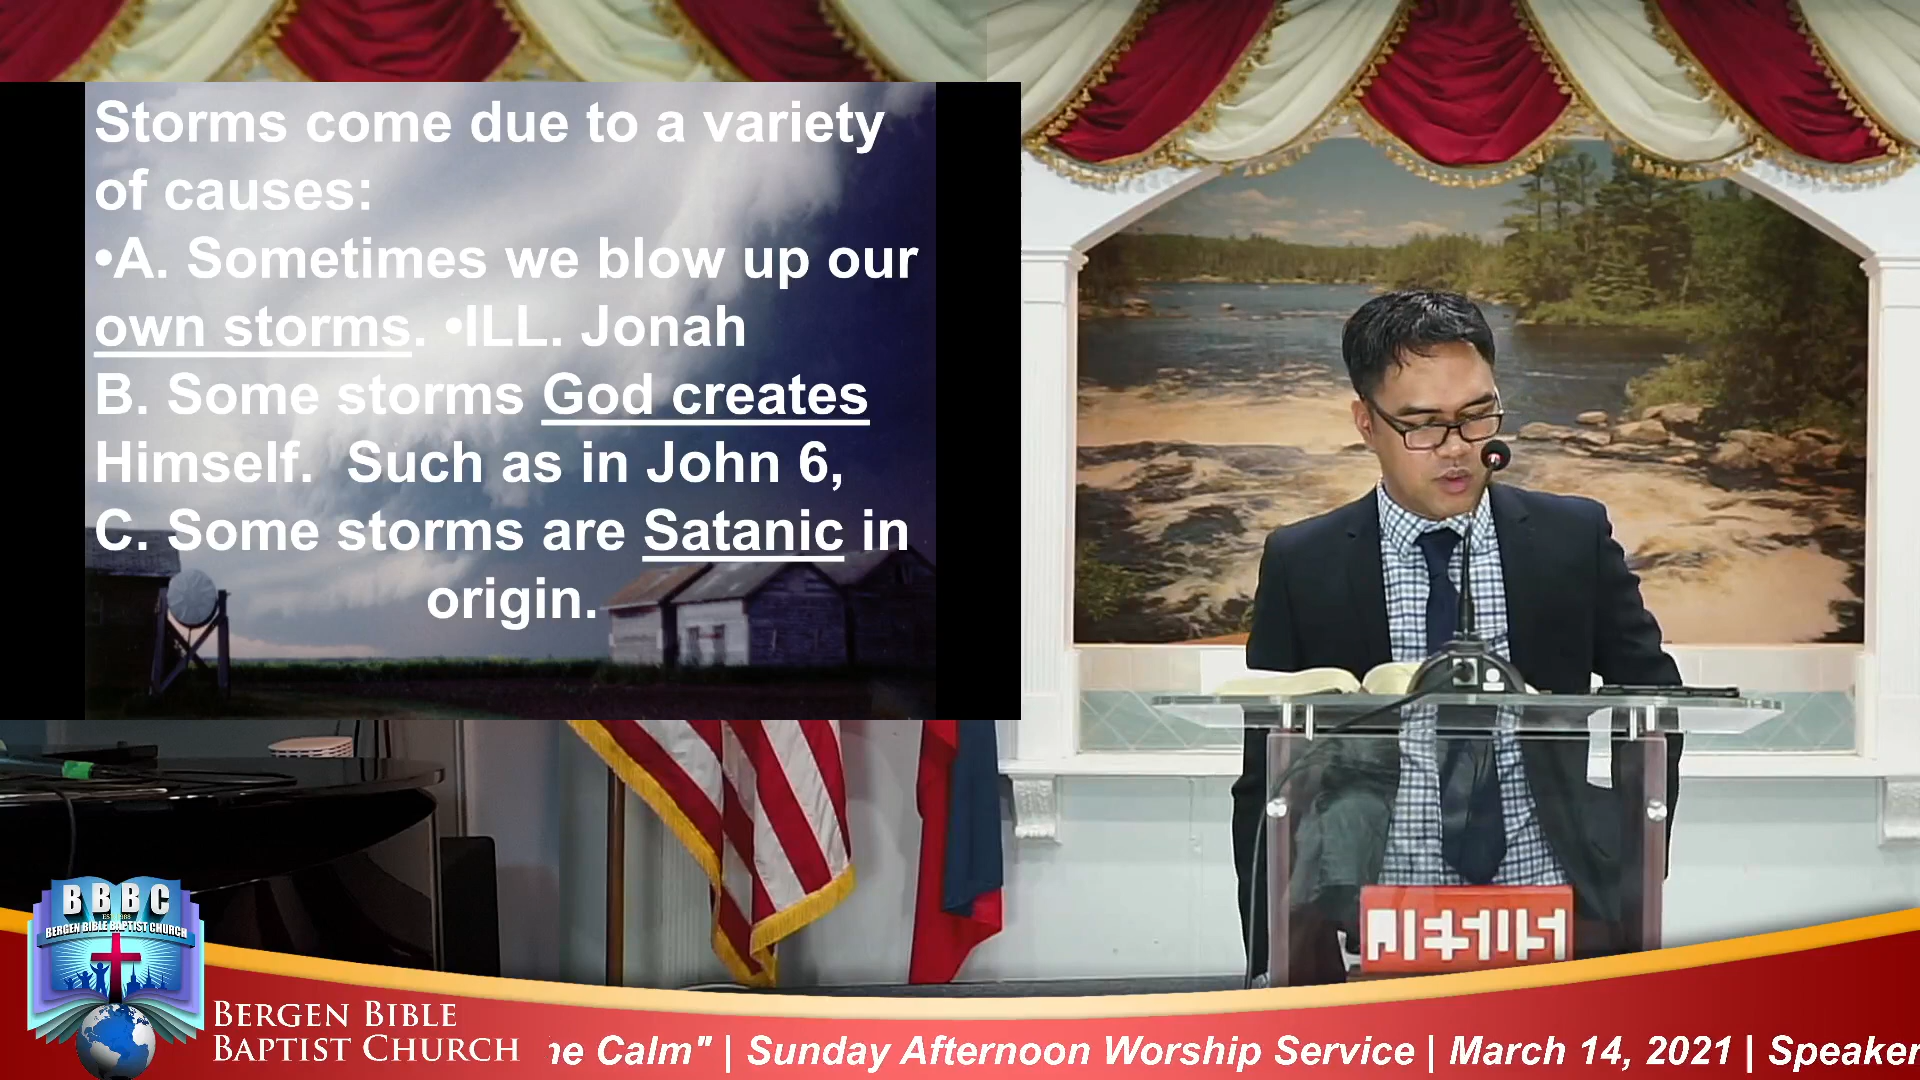 Storms come due to a variety
of causes:
•A. Sometimes we blow up our
own storms. •ILL. Jonah
B. Some storms God creates
Himself.  Such as in John 6,
C. Some storms are Satanic in
origin.
BBBC
BERGEN BIBLE BAPTIST CHURCH
BERGEN BIBLE
BAPTIST CHURCH
Calm" | Sunday Afternoon Worship Service | March 14, 2021 | Speaker